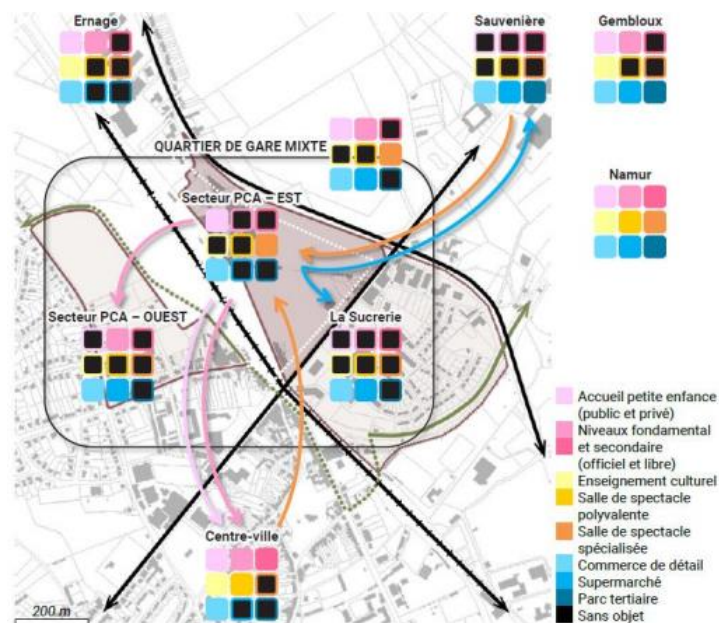 Ernage
Sauvenière
Gembloux
QUARTIER DE GARE MIXTE
Namur
Secteur PCA – EST
Secteur PCA – OUEST
La Sucrerie
Centre-ville
200 m
Accueil petite enfance
(public et privé)
Niveaux fondamental
et secondaire
(officiel et libre)
Enseignement culturel
Salle de spectacle
polyvalente
Salle de spectacle
spécialisée
Commerce de détail
Supermarché
Parc tertiaire
Sans objet